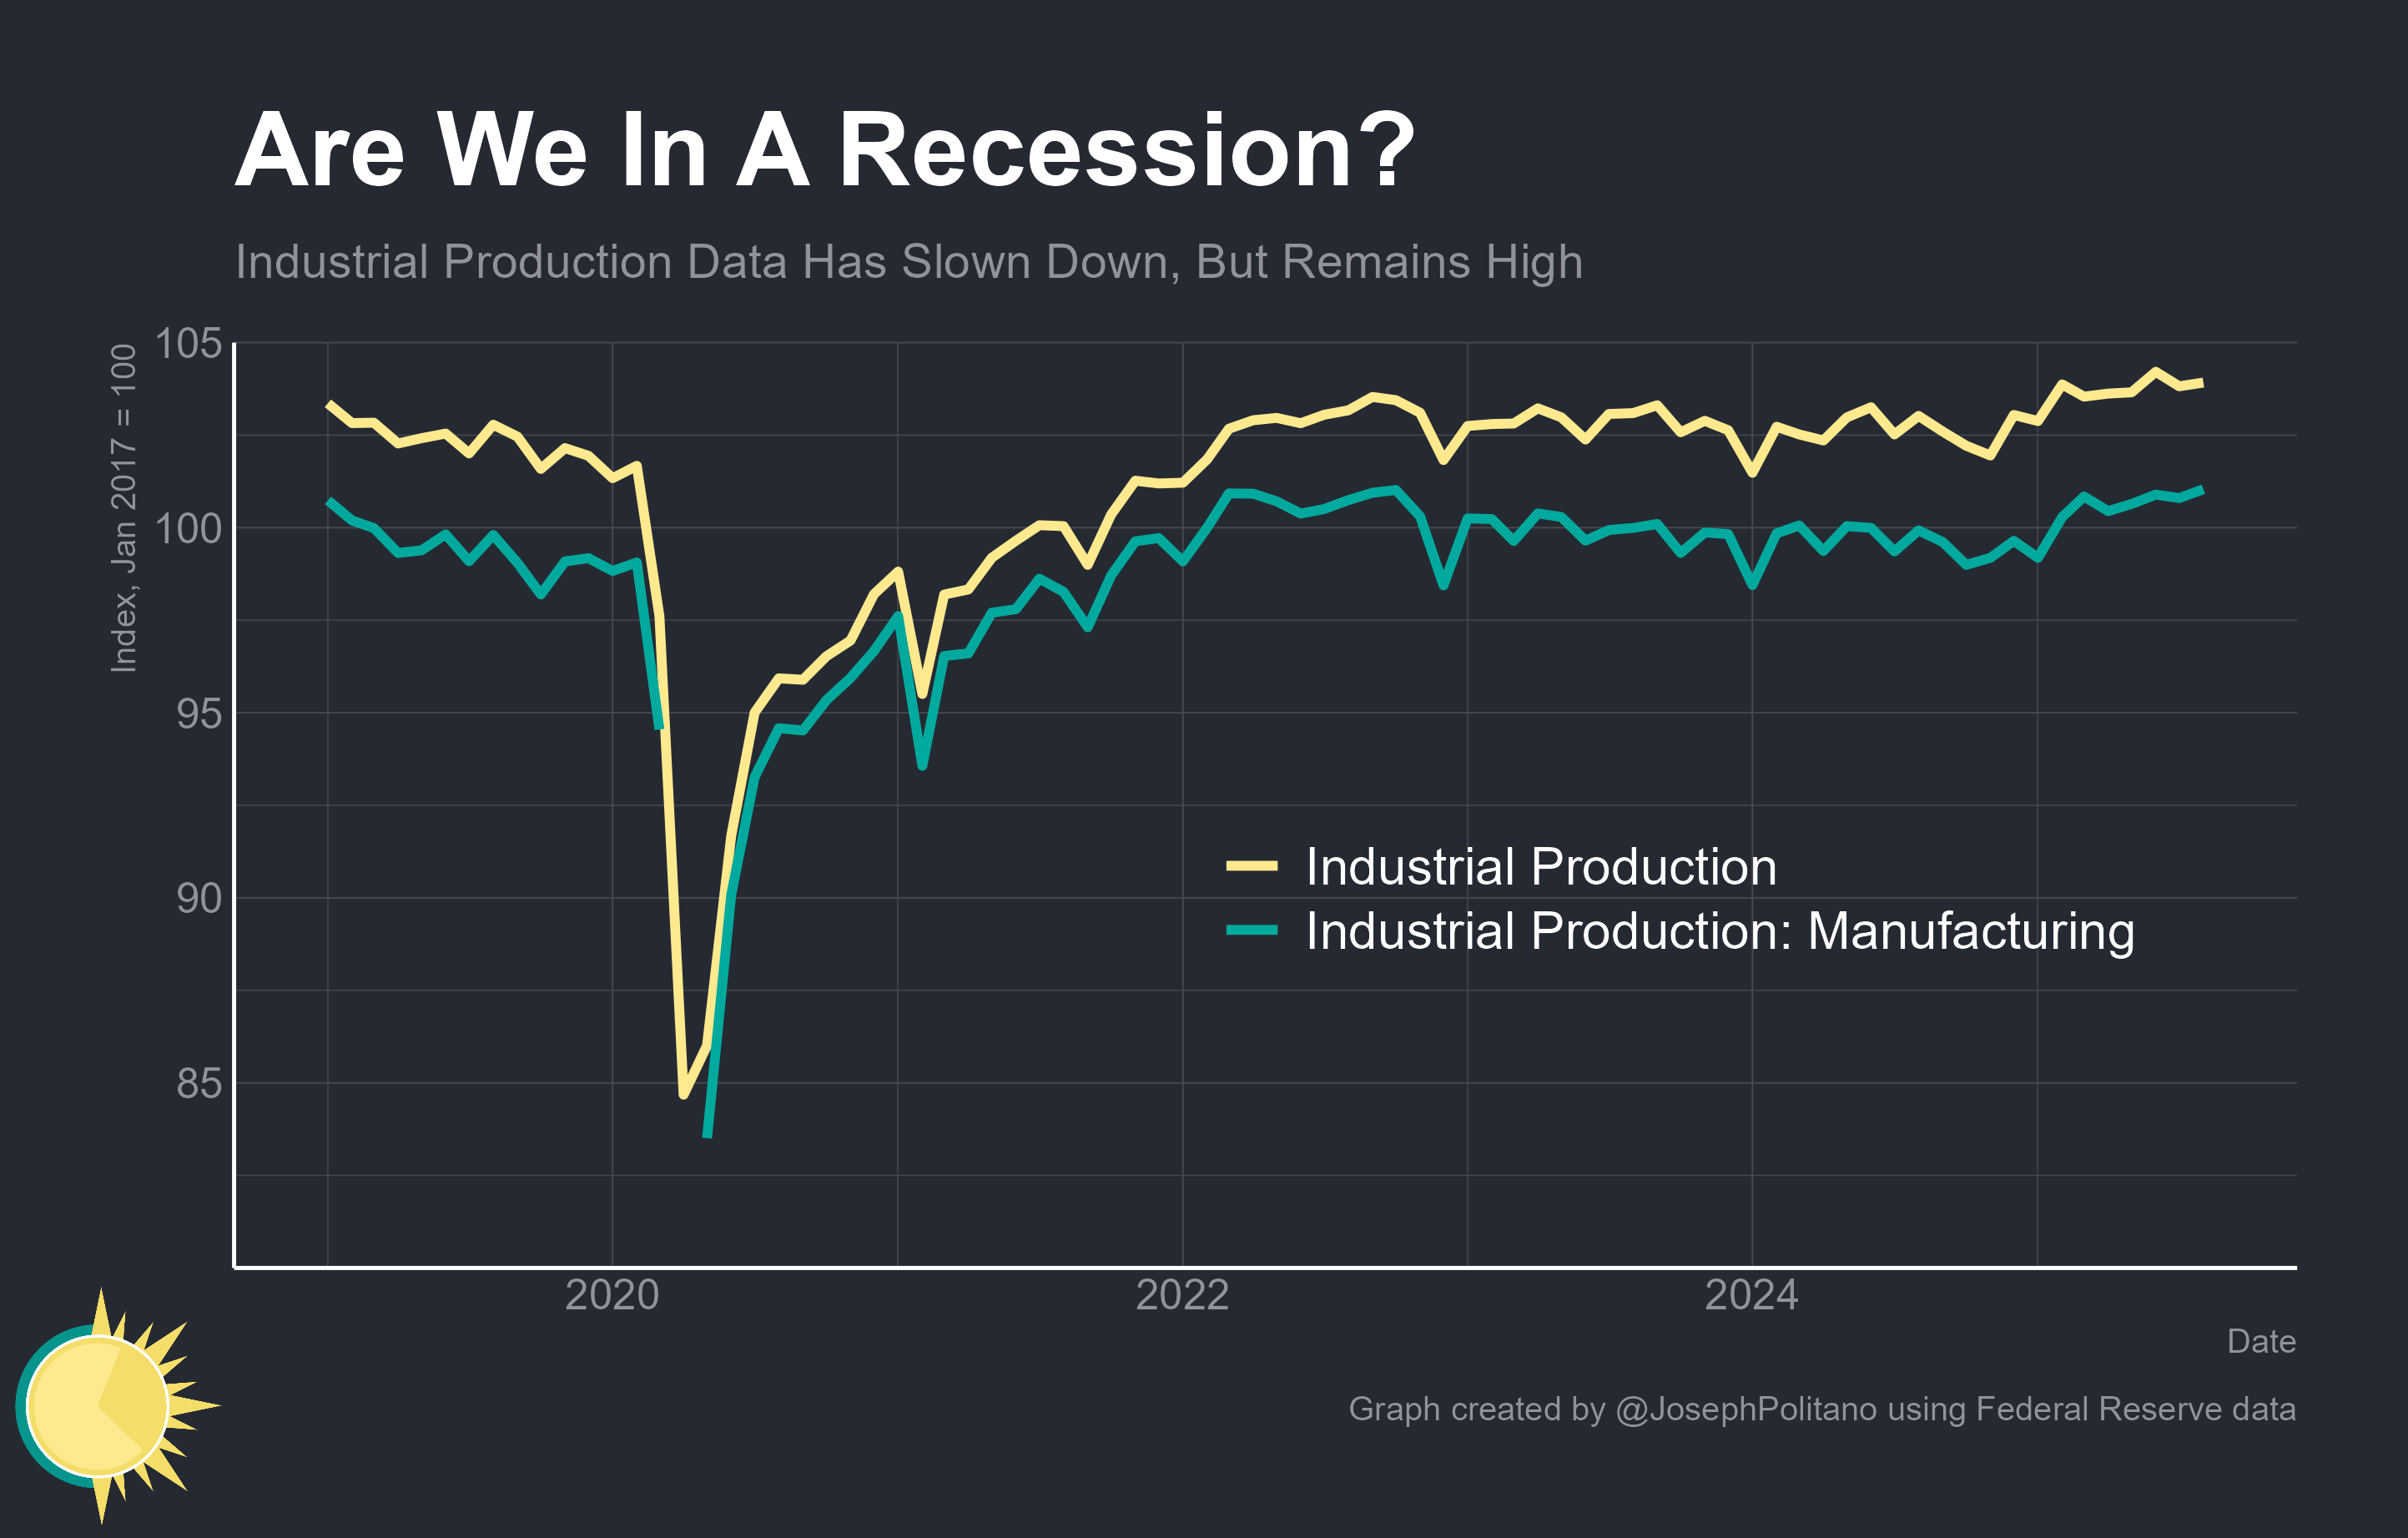 Are We In A Recession?
Industrial Production Data Has Slown Down, But Remains High
Index, Jan 2017 = 100
105
100
95
90
85
Industrial Production
Industrial Production: Manufacturing
2020
2022
2024
Date
Graph created by @JosephPolitano using Federal Reserve data